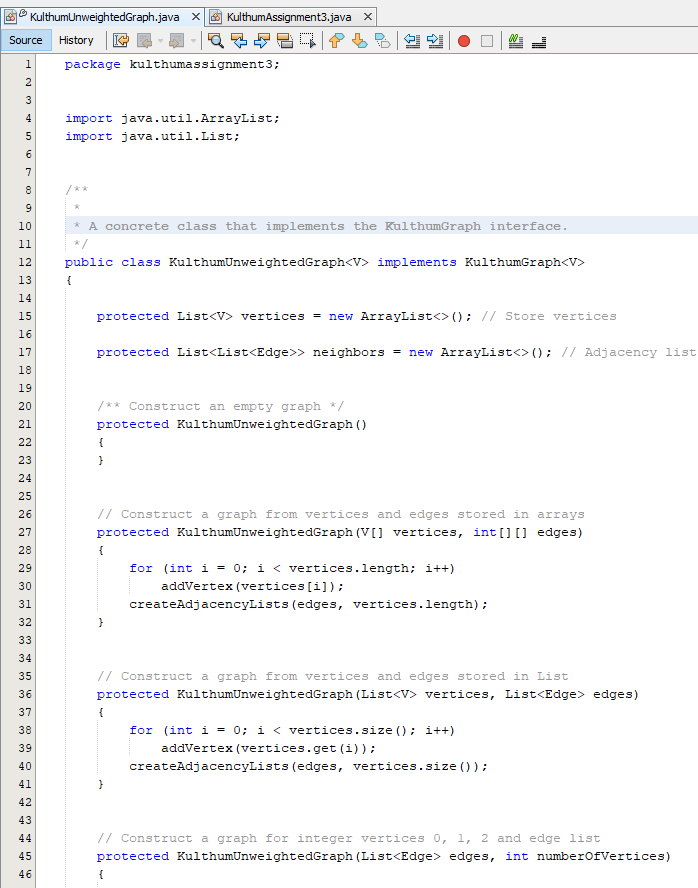 KulthumUnweightedGraph.java KulthumAssignment3.java
Source History
1 package kulthumassignment3;
2
3
4 import java.util.ArrayList;
5 import java.util.List;
6
7
8 /**
9 *
10 * A concrete class that implements the KulthumGraph interface.
11 */
12 public class KulthumUnweightedGraph<V> implements KulthumGraph<V>
13 {
14
15 protected List<V> vertices = new ArrayList<>(); // Store vertices
16
17 protected List<List<Edge>> neighbors = new ArrayList<>(); // Adjacency list
18
19
20 /** Construct an empty graph */
21 protected KulthumUnweightedGraph()
22 {
23 }
24
25
26 // Construct a graph from vertices and edges stored in arrays
27 protected KulthumUnweightedGraph(V[] vertices, int[][] edges)
28 {
29 for (int i = 0; i < vertices.length; i++)
30 addVertex(vertices[i]);
31 createAdjacencyLists(edges, vertices.length);
32 }
33
34
35 // Construct a graph from vertices and edges stored in List
36 protected KulthumUnweightedGraph(List<V> vertices, List<Edge> edges)
37 {
38 for (int i = 0; i < vertices.size(); i++)
39 addVertex(vertices.get(i));
40 createAdjacencyLists(edges, vertices.size());
41 }
42
43
44 // Construct a graph for integer vertices 0, 1, 2 and edge list
45 protected KulthumUnweightedGraph(List<Edge> edges, int numberOfVertices)
46 {